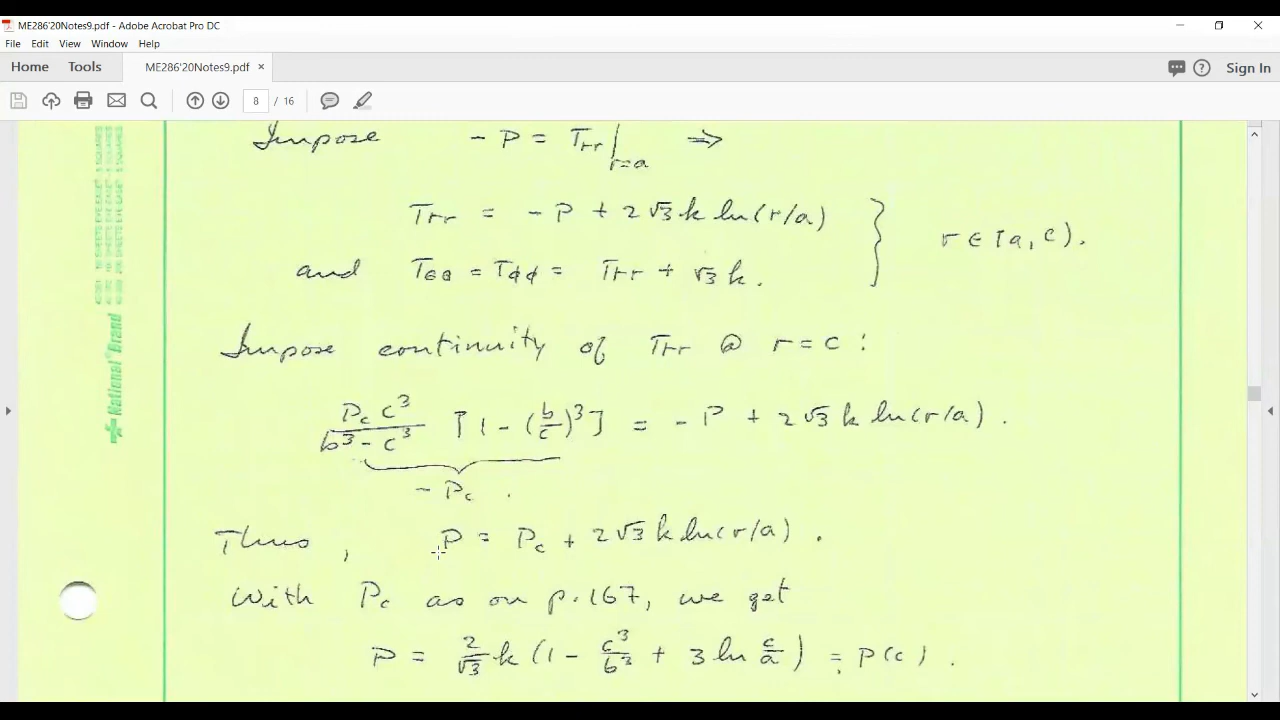 ME286'20Notes9.pdf - Adobe Acrobat Pro DC
File Edit View Window Help
Home Tools ME286'20Notes9.pdf × Sign In
8 / 16
Impose - P = Trr|r=a ⇒
Trr = - P + 2√3 k ln(r/a)
r ∈ [a, c).
and Tθθ = Tϕϕ = Trr + √3 k.
Impose continuity of Trr @ r = c :
Pc c³ / (b³ - c³) [1 - (b/c)³] = - P + 2√3 k ln(r/a).
- Pc .
Thus, P = Pc + 2√3 k ln(r/a).
With Pc as on p.167, we get
P = 2/√3 k (1 - c³/b³ + 3 ln c/a) = P(c).
National Brand